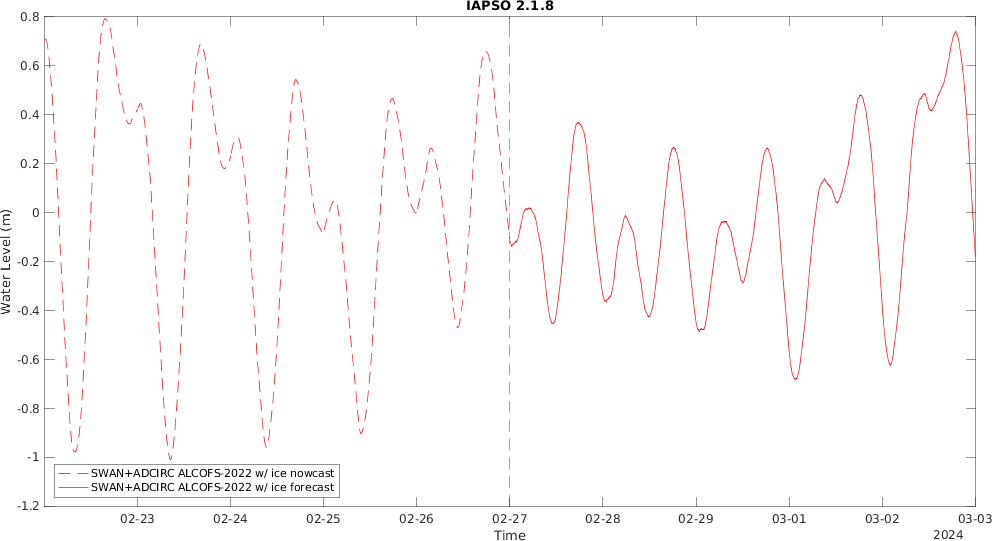 IAPSO 2.1.8
0.8
0.6
0.4
0.2
0
-0.2
-0.4
-0.6
-0.8
-1
-1.2
Water Level (m)
SWAN+ADCIRC ALCOFS-2022 w/ ice nowcast
SWAN+ADCIRC ALCOFS-2022 w/ ice forecast
02-23 02-24 02-25 02-26 02-27 02-28 02-29 03-01 03-02 03-03
Time
2024